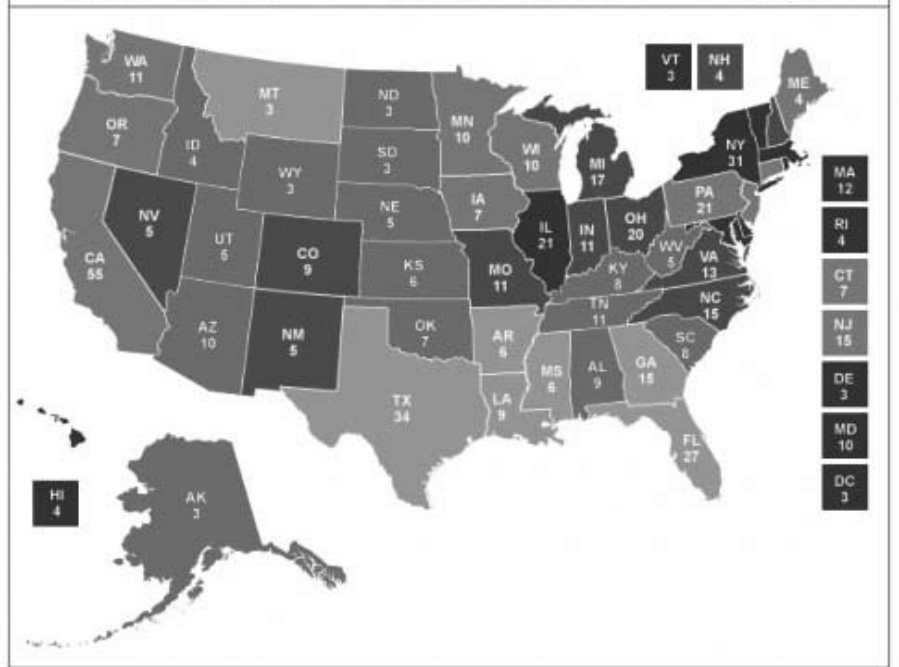 WA
11
OR
7
ID
4
MT
3
ND
3
SD
3
WY
3
NE
5
MN
10
WI
10
IA
7
MI
17
NV
5
UT
5
CO
9
KS
6
CA
55
AZ
10
NM
5
OK
7
TX
34
MO
11
IL
21
IN
11
OH
20
KY
8
WV
5
VA
13
PA
21
NY
31
ME
4
VT
3
NH
4
TN
11
NC
15
SC
8
AR
6
MS
6
AL
9
GA
15
LA
9
FL
27
MA
12
RI
4
CT
7
NJ
15
DE
3
MD
10
DC
3
HI
4
AK
3